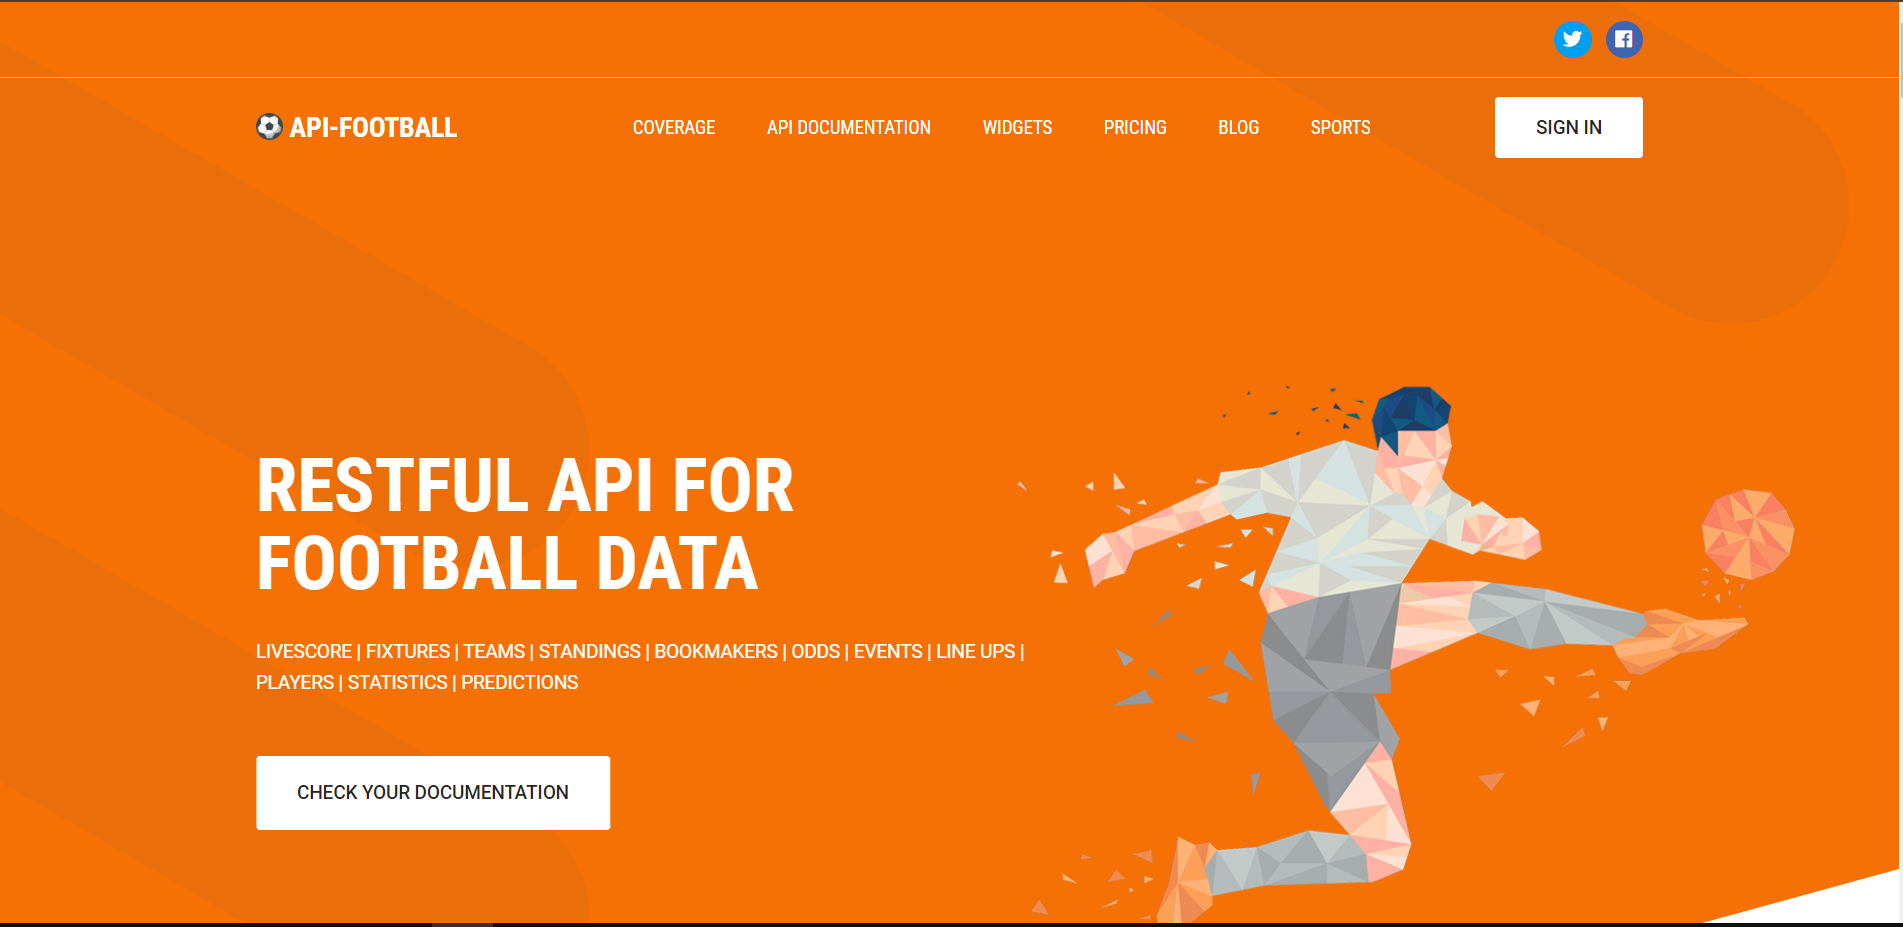 API-FOOTBALL
COVERAGE
API DOCUMENTATION
WIDGETS
PRICING
BLOG
SPORTS
SIGN IN
RESTFUL API FOR
FOOTBALL DATA
LIVESCORE | FIXTURES | TEAMS | STANDINGS | BOOKMAKERS | ODDS | EVENTS | LINE UPS |
PLAYERS | STATISTICS | PREDICTIONS
CHECK YOUR DOCUMENTATION